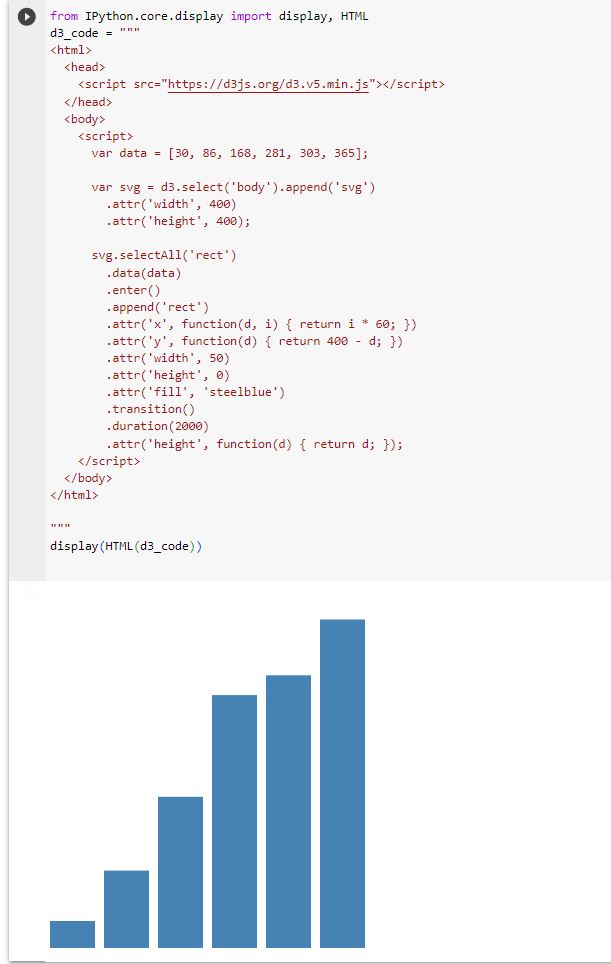 from IPython.core.display import display, HTML
d3_code = """
<html>
  <head>
    <script src="https://d3js.org/d3.v5.min.js"></script>
  </head>
  <body>
    <script>
      var data = [30, 86, 168, 281, 303, 365];

      var svg = d3.select('body').append('svg')
        .attr('width', 400)
        .attr('height', 400);

      svg.selectAll('rect')
        .data(data)
        .enter()
        .append('rect')
        .attr('x', function(d, i) { return i * 60; })
        .attr('y', function(d) { return 400 - d; })
        .attr('width', 50)
        .attr('height', 0)
        .attr('fill', 'steelblue')
        .transition()
        .duration(2000)
        .attr('height', function(d) { return d; });
    </script>
  </body>
</html>

"""
display(HTML(d3_code))